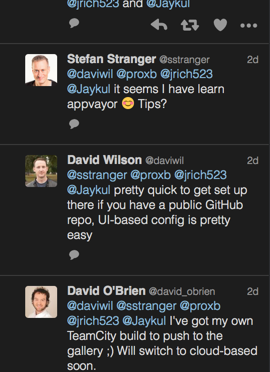 @jrich523 and @Jaykul
Stefan Stranger @sstranger 2d
@daviwil @proxb @jrich523
@Jaykul it seems I have learn
appvayor 😊 Tips?
David Wilson @daviwil 2d
@sstranger @proxb @jrich523
@Jaykul pretty quick to get set up
there if you have a public GitHub
repo, UI-based config is pretty
easy
David O'Brien @david_obrien 2d
@daviwil @sstranger @proxb
@jrich523 @Jaykul I've got my own
TeamCity build to push to the
gallery ;) Will switch to cloud-based
soon.